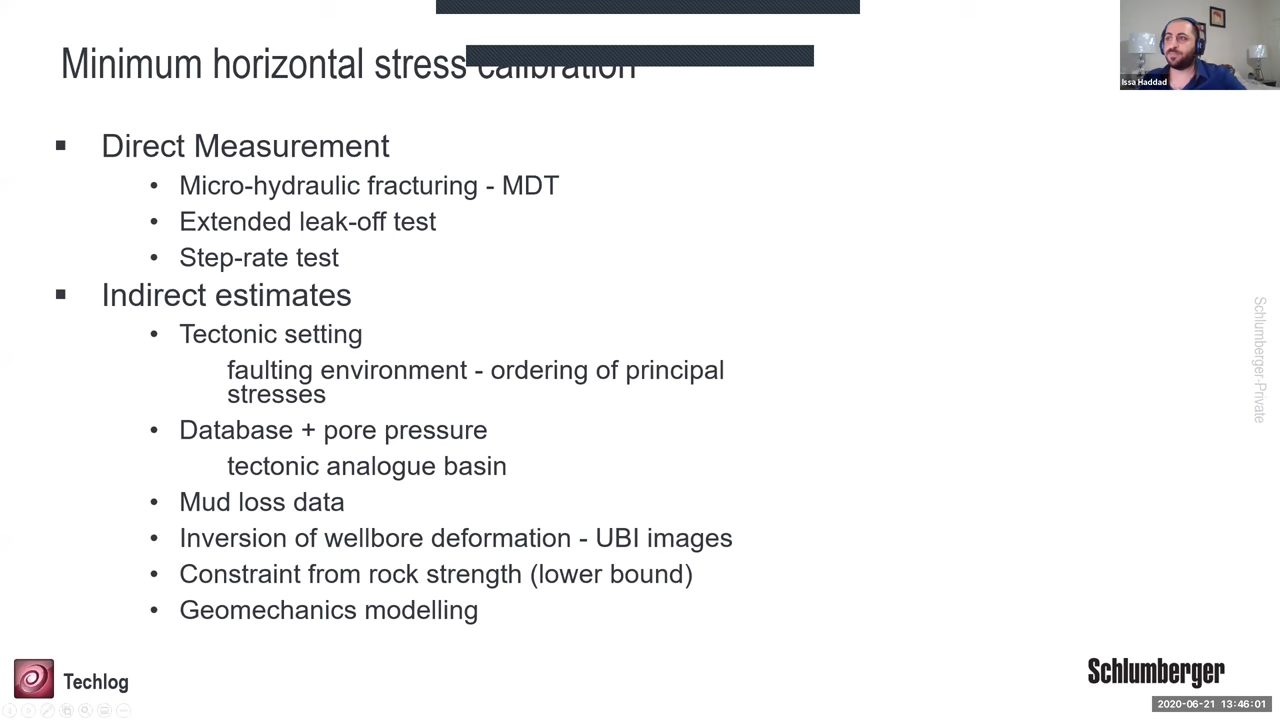 Minimum horizontal stress calibration
Issa Haddad
▪ Direct Measurement
• Micro-hydraulic fracturing - MDT
• Extended leak-off test
• Step-rate test
▪ Indirect estimates
• Tectonic setting
faulting environment - ordering of principal
stresses
• Database + pore pressure
tectonic analogue basin
• Mud loss data
• Inversion of wellbore deformation - UBI images
• Constraint from rock strength (lower bound)
• Geomechanics modelling
Schlumberger-Private
Techlog
Schlumberger
2020-06-21 13:46:01